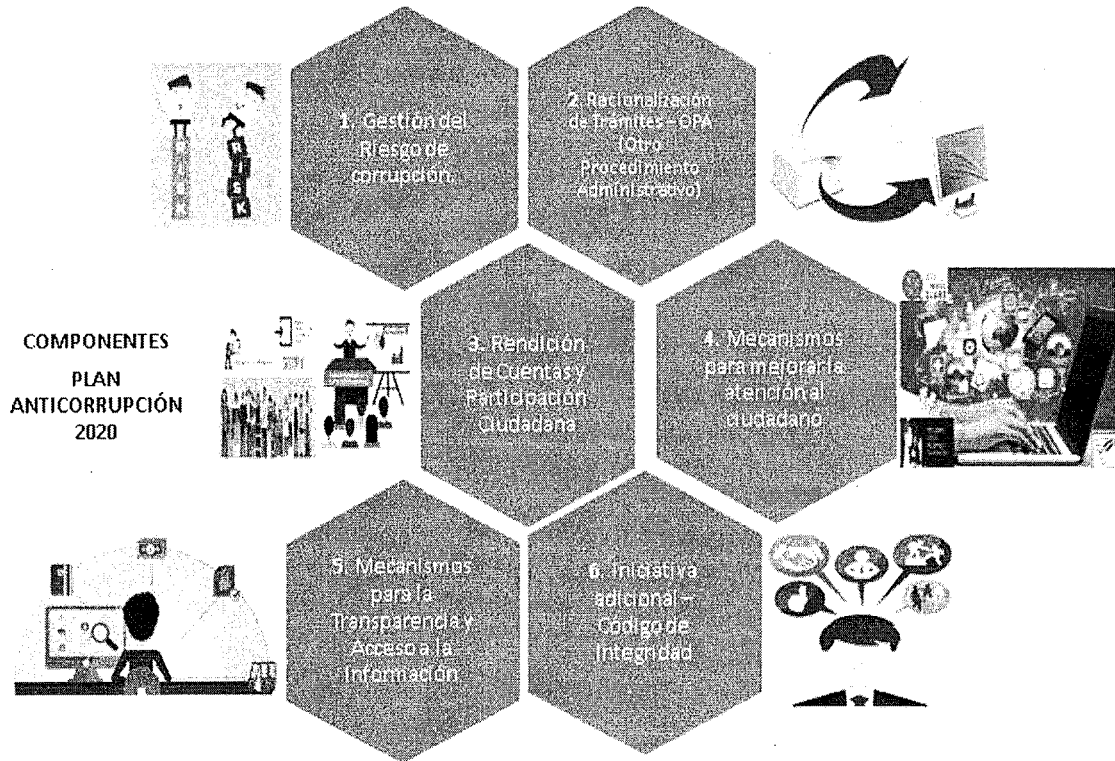 COMPONENTES
PLAN
ANTICORRUPCIÓN
2020
1. Gestión del
Riesgo de
corrupción.
2. Racionalización
de Trámites – OPA
(Otro
Procedimiento
Administrativo)
3. Rendición
de Cuentas y
Participación
Ciudadana
4. Mecanismos
para mejorar la
atención al
ciudadano
5. Mecanismos
para la
Transparencia y
Acceso a la
Información
6. Iniciativa
adicional –
Código de
Integridad
RISK
RISK